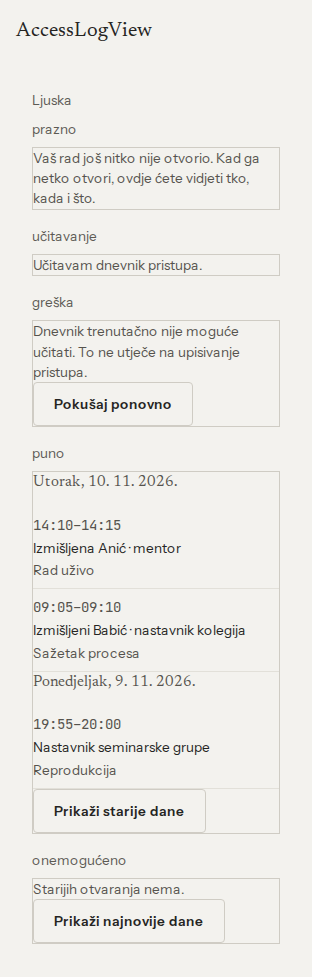 AccessLogView
Ljuska
prazno
Vaš rad još nitko nije otvorio. Kad ga
netko otvori, ovdje ćete vidjeti tko,
kada i što.
učitavanje
Učitavam dnevnik pristupa.
greška
Dnevnik trenutačno nije moguće
učitati. To ne utječe na upisivanje
pristupa.
Pokušaj ponovno
puno
Utorak, 10. 11. 2026.
14:10–14:15
Izmišljena Anić · mentor
Rad uživo
09:05–09:10
Izmišljeni Babić · nastavnik kolegija
Sažetak procesa
Ponedjeljak, 9. 11. 2026.
19:55–20:00
Nastavnik seminarske grupe
Reprodukcija
Prikaži starije dane
onemogućeno
Starijih otvaranja nema.
Prikaži najnovije dane